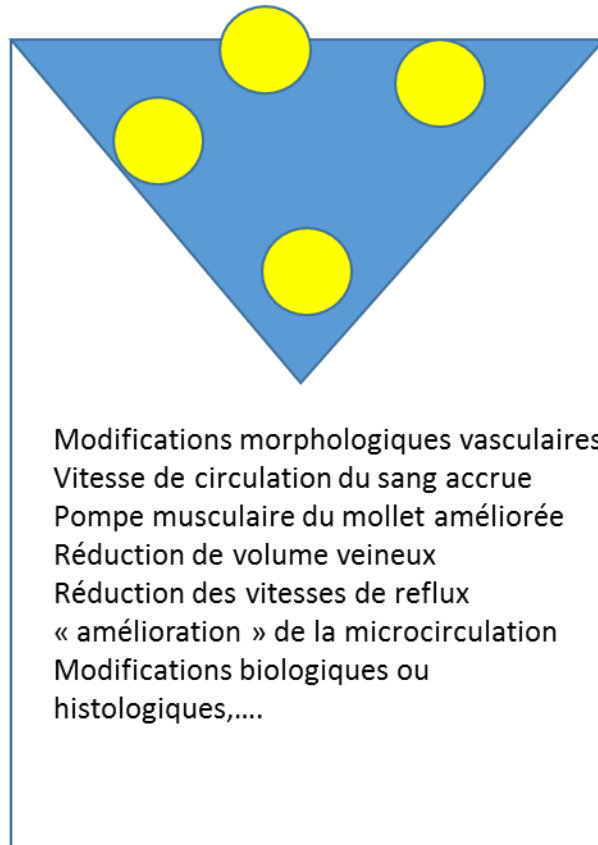 Modifications morphologiques vasculaires
Vitesse de circulation du sang accrue
Pompe musculaire du mollet améliorée
Réduction de volume veineux
Réduction des vitesses de reflux
« amélioration » de la microcirculation
Modifications biologiques ou
histologiques,....